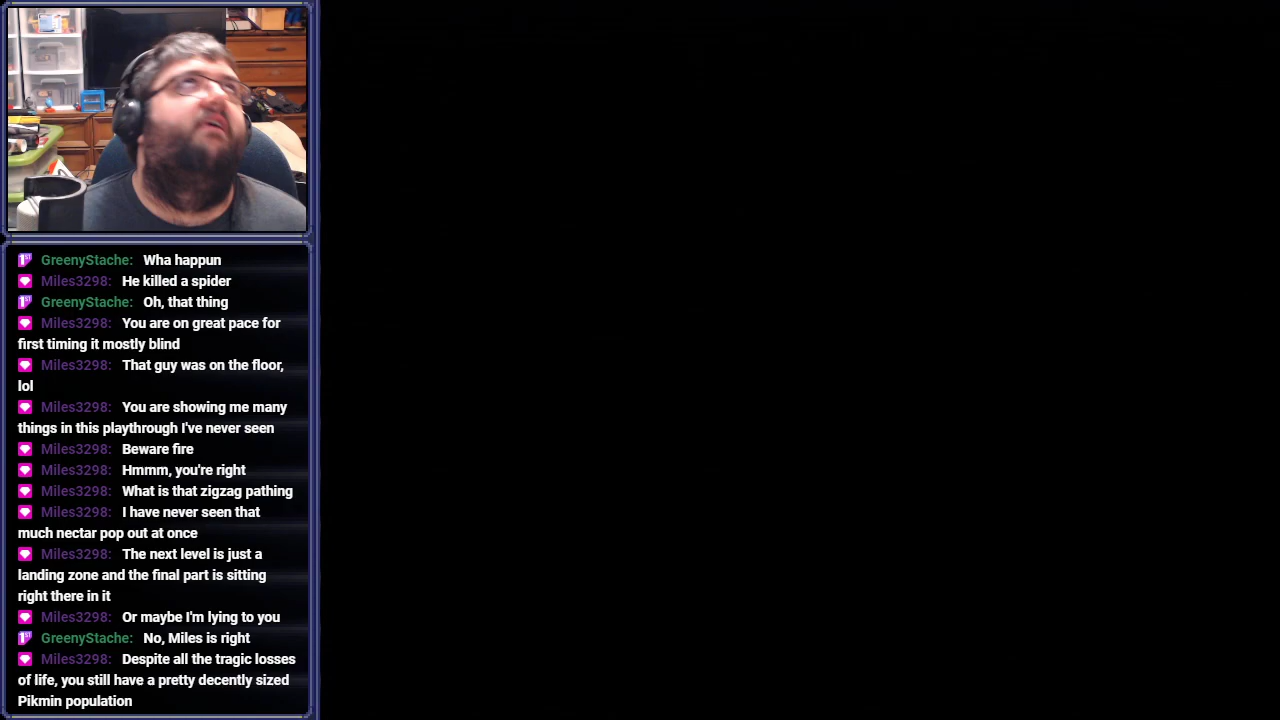 GreenyStache: Wha happun
Miles3298: He killed a spider
GreenyStache: Oh, that thing
Miles3298: You are on great pace for
first timing it mostly blind
Miles3298: That guy was on the floor,
lol
Miles3298: You are showing me many
things in this playthrough I've never seen
Miles3298: Beware fire
Miles3298: Hmmm, you're right
Miles3298: What is that zigzag pathing
Miles3298: I have never seen that
much nectar pop out at once
Miles3298: The next level is just a
landing zone and the final part is sitting
right there in it
Miles3298: Or maybe I'm lying to you
GreenyStache: No, Miles is right
Miles3298: Despite all the tragic losses
of life, you still have a pretty decently sized
Pikmin population